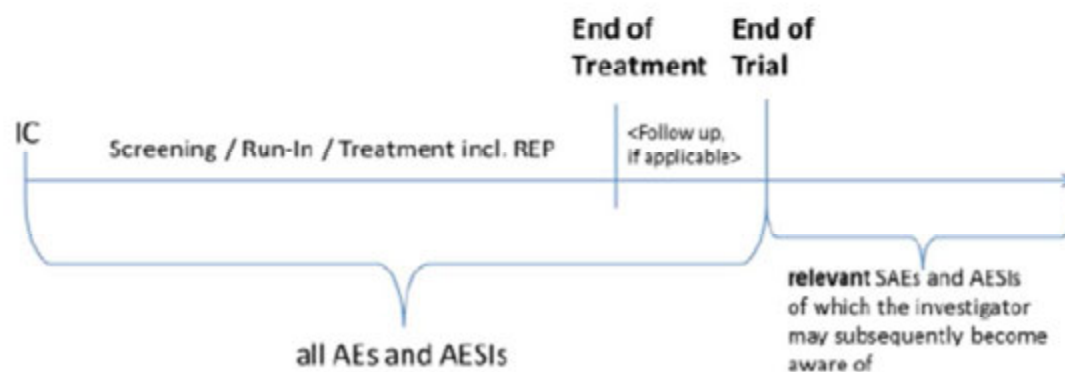 End of
Treatment
End of
Trial
IC
Screening / Run-In / Treatment incl. REP
<Follow up,
if applicable>
all AEs and AESIs
relevant SAEs and AESIs
of which the investigator
may subsequently become
aware of